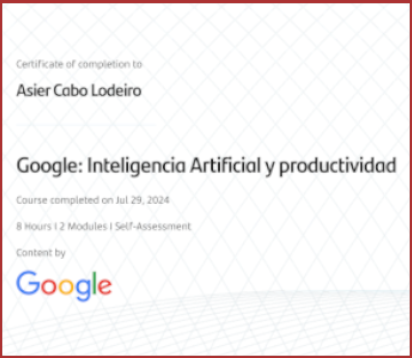 Certificate of completion to
Asier Cabo Lodeiro
Google: Inteligencia Artificial y productividad
Course completed on Jul 29, 2024
8 Hours | 2 Modules | Self-Assessment
Content by
Google